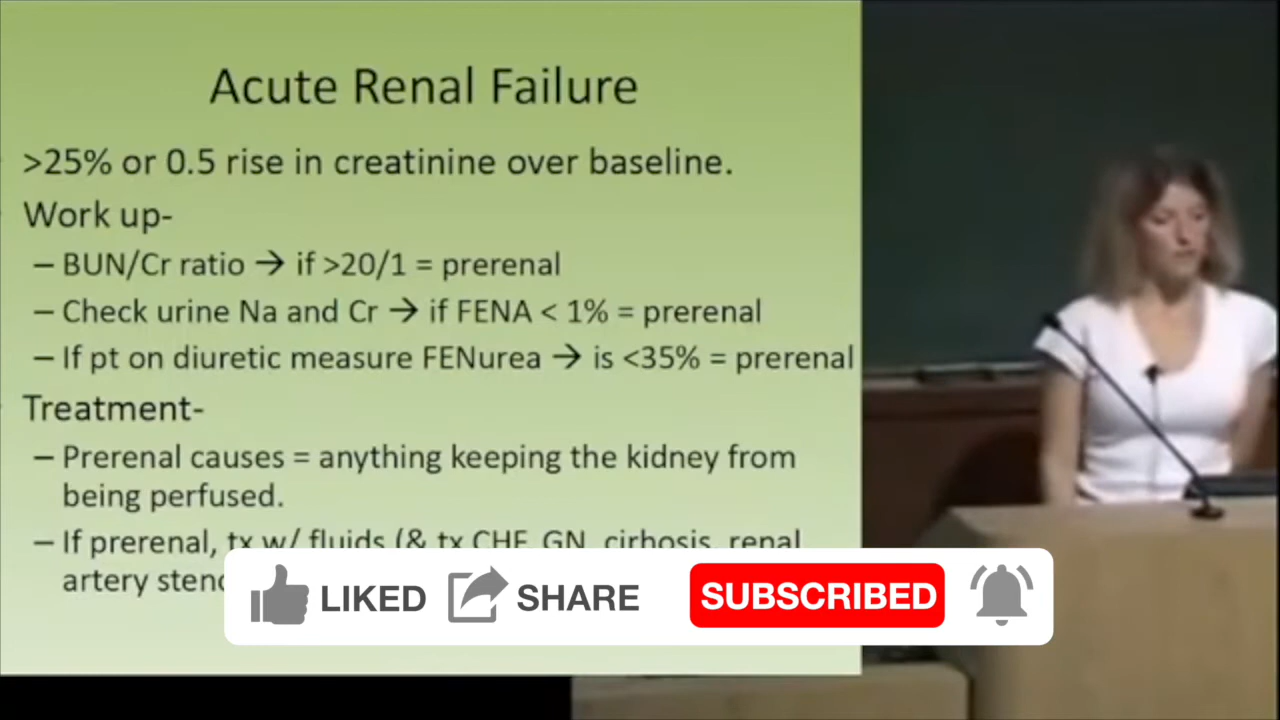 Acute Renal Failure
>25% or 0.5 rise in creatinine over baseline.
Work up-
– BUN/Cr ratio → if >20/1 = prerenal
– Check urine Na and Cr → if FENA < 1% = prerenal
– If pt on diuretic measure FENurea → is <35% = prerenal
Treatment-
– Prerenal causes = anything keeping the kidney from
being perfused.
– If prerenal, tx w/ fluids (& tx CHF, GN, cirhosis, renal
artery
LIKED SHARE SUBSCRIBED